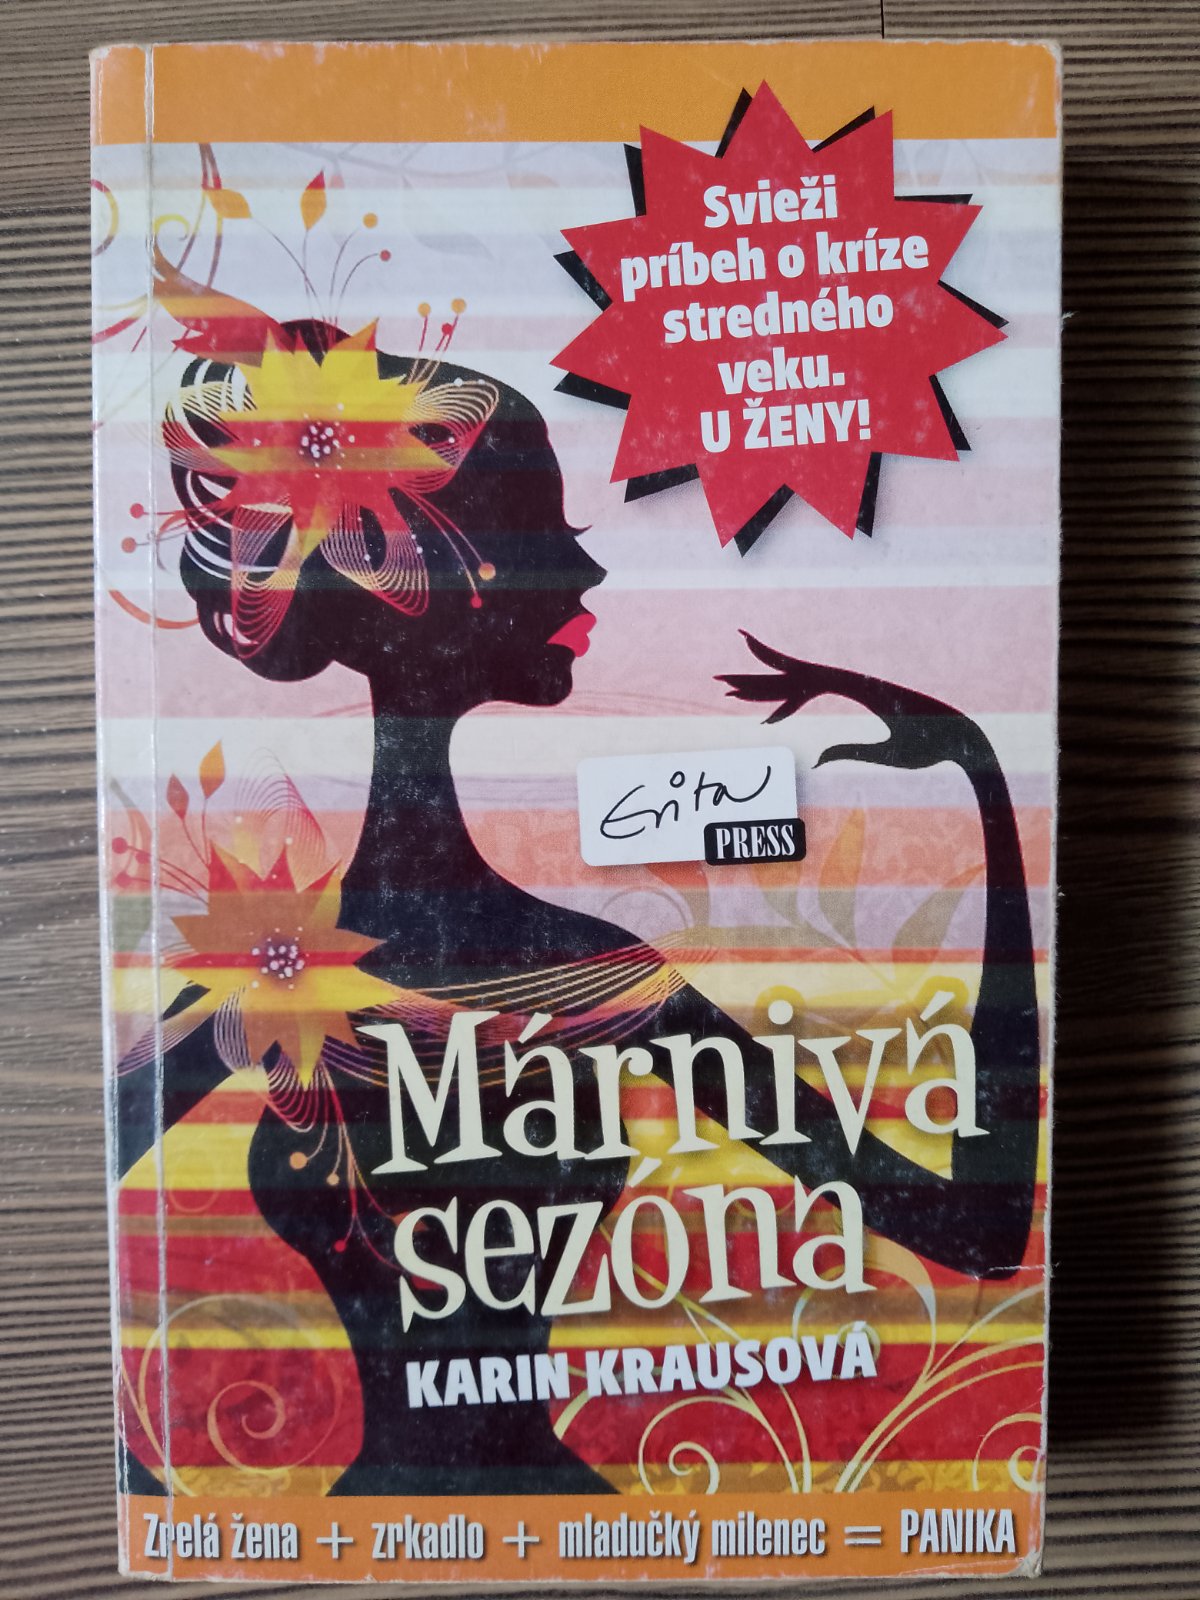 Svieži
príbeh o kríze
stredného
veku.
U ŽENY!
Evita
PRESS
Márnivá
sezóna
KARIN KRAUSOVÁ
Zrelá žena + zrkadlo + mladučký milenec = PANIKA